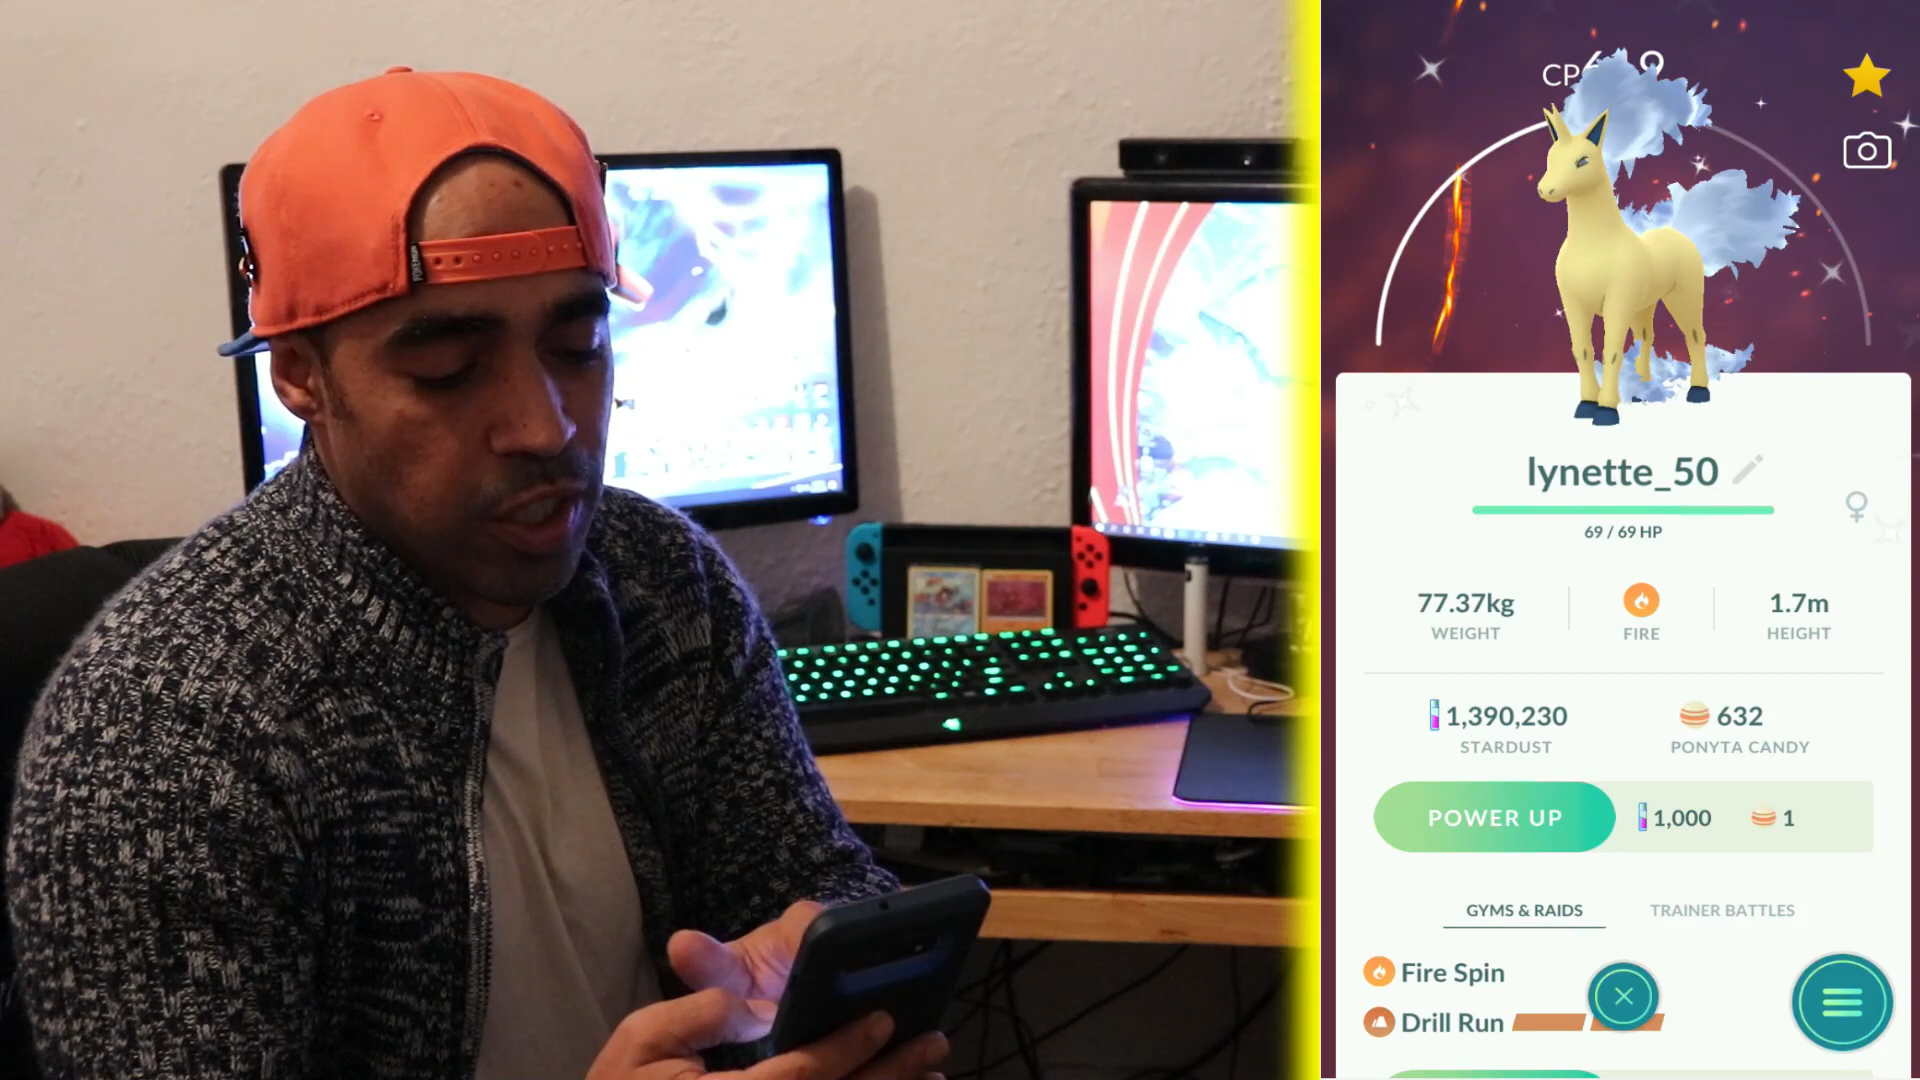 CP
lynette_50
69 / 69 HP
77.37kg
WEIGHT
FIRE
1.7m
HEIGHT
1,390,230
STARDUST
632
PONYTA CANDY
POWER UP
1,000
1
GYMS & RAIDS
TRAINER BATTLES
Fire Spin
Drill Run